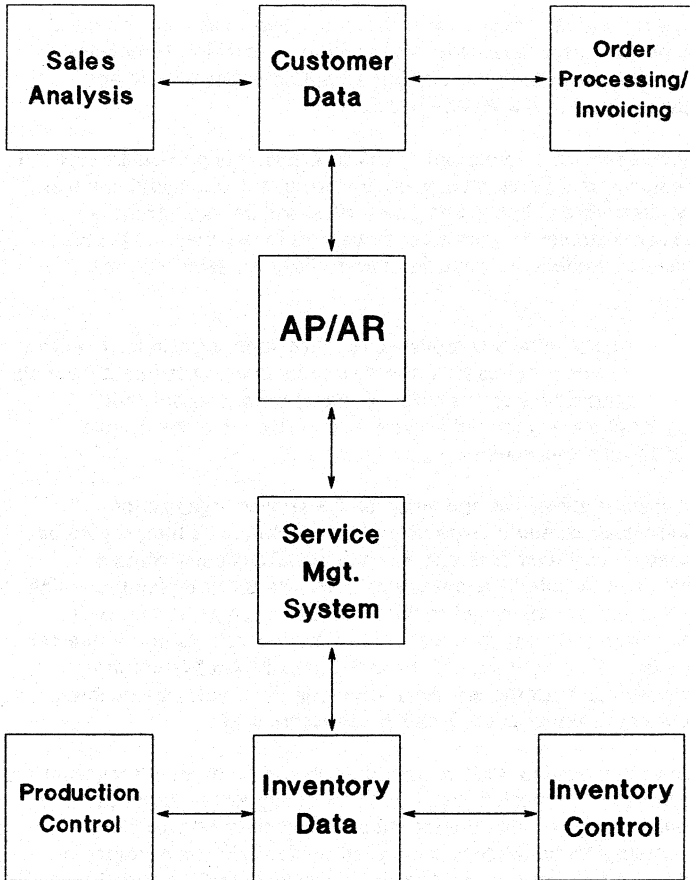 Sales
Analysis
Customer
Data
Order
Processing/
Invoicing
AP/AR
Service
Mgt.
System
Production
Control
Inventory
Data
Inventory
Control